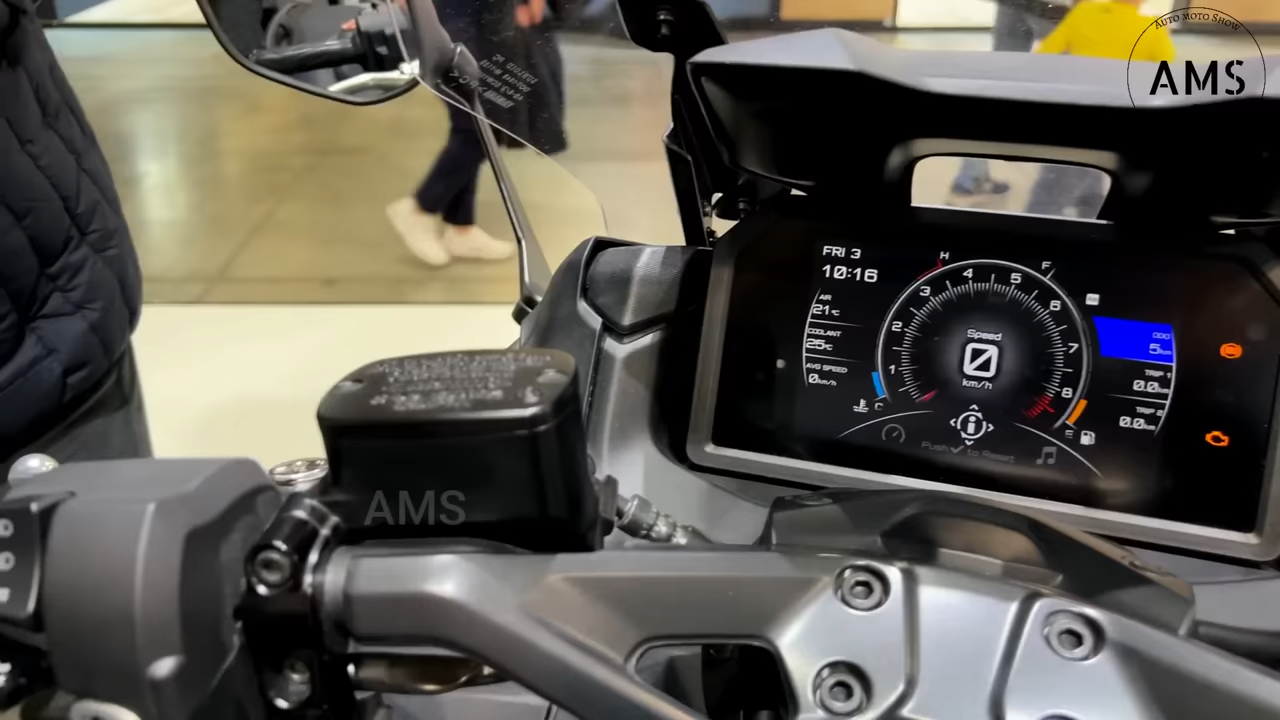 AUTO MOTO SHOW
AMS
FRI 3
10:16
AIR
21°C
COOLANT
25°C
AVG SPEED
0km/h
H
F
1
2
3
4
5
6
7
8
Speed
0
km/h
C
E
ODO
5km
TRIP 1
0.0km
TRIP 2
0.0km
Push ✓ to Reset
AMS